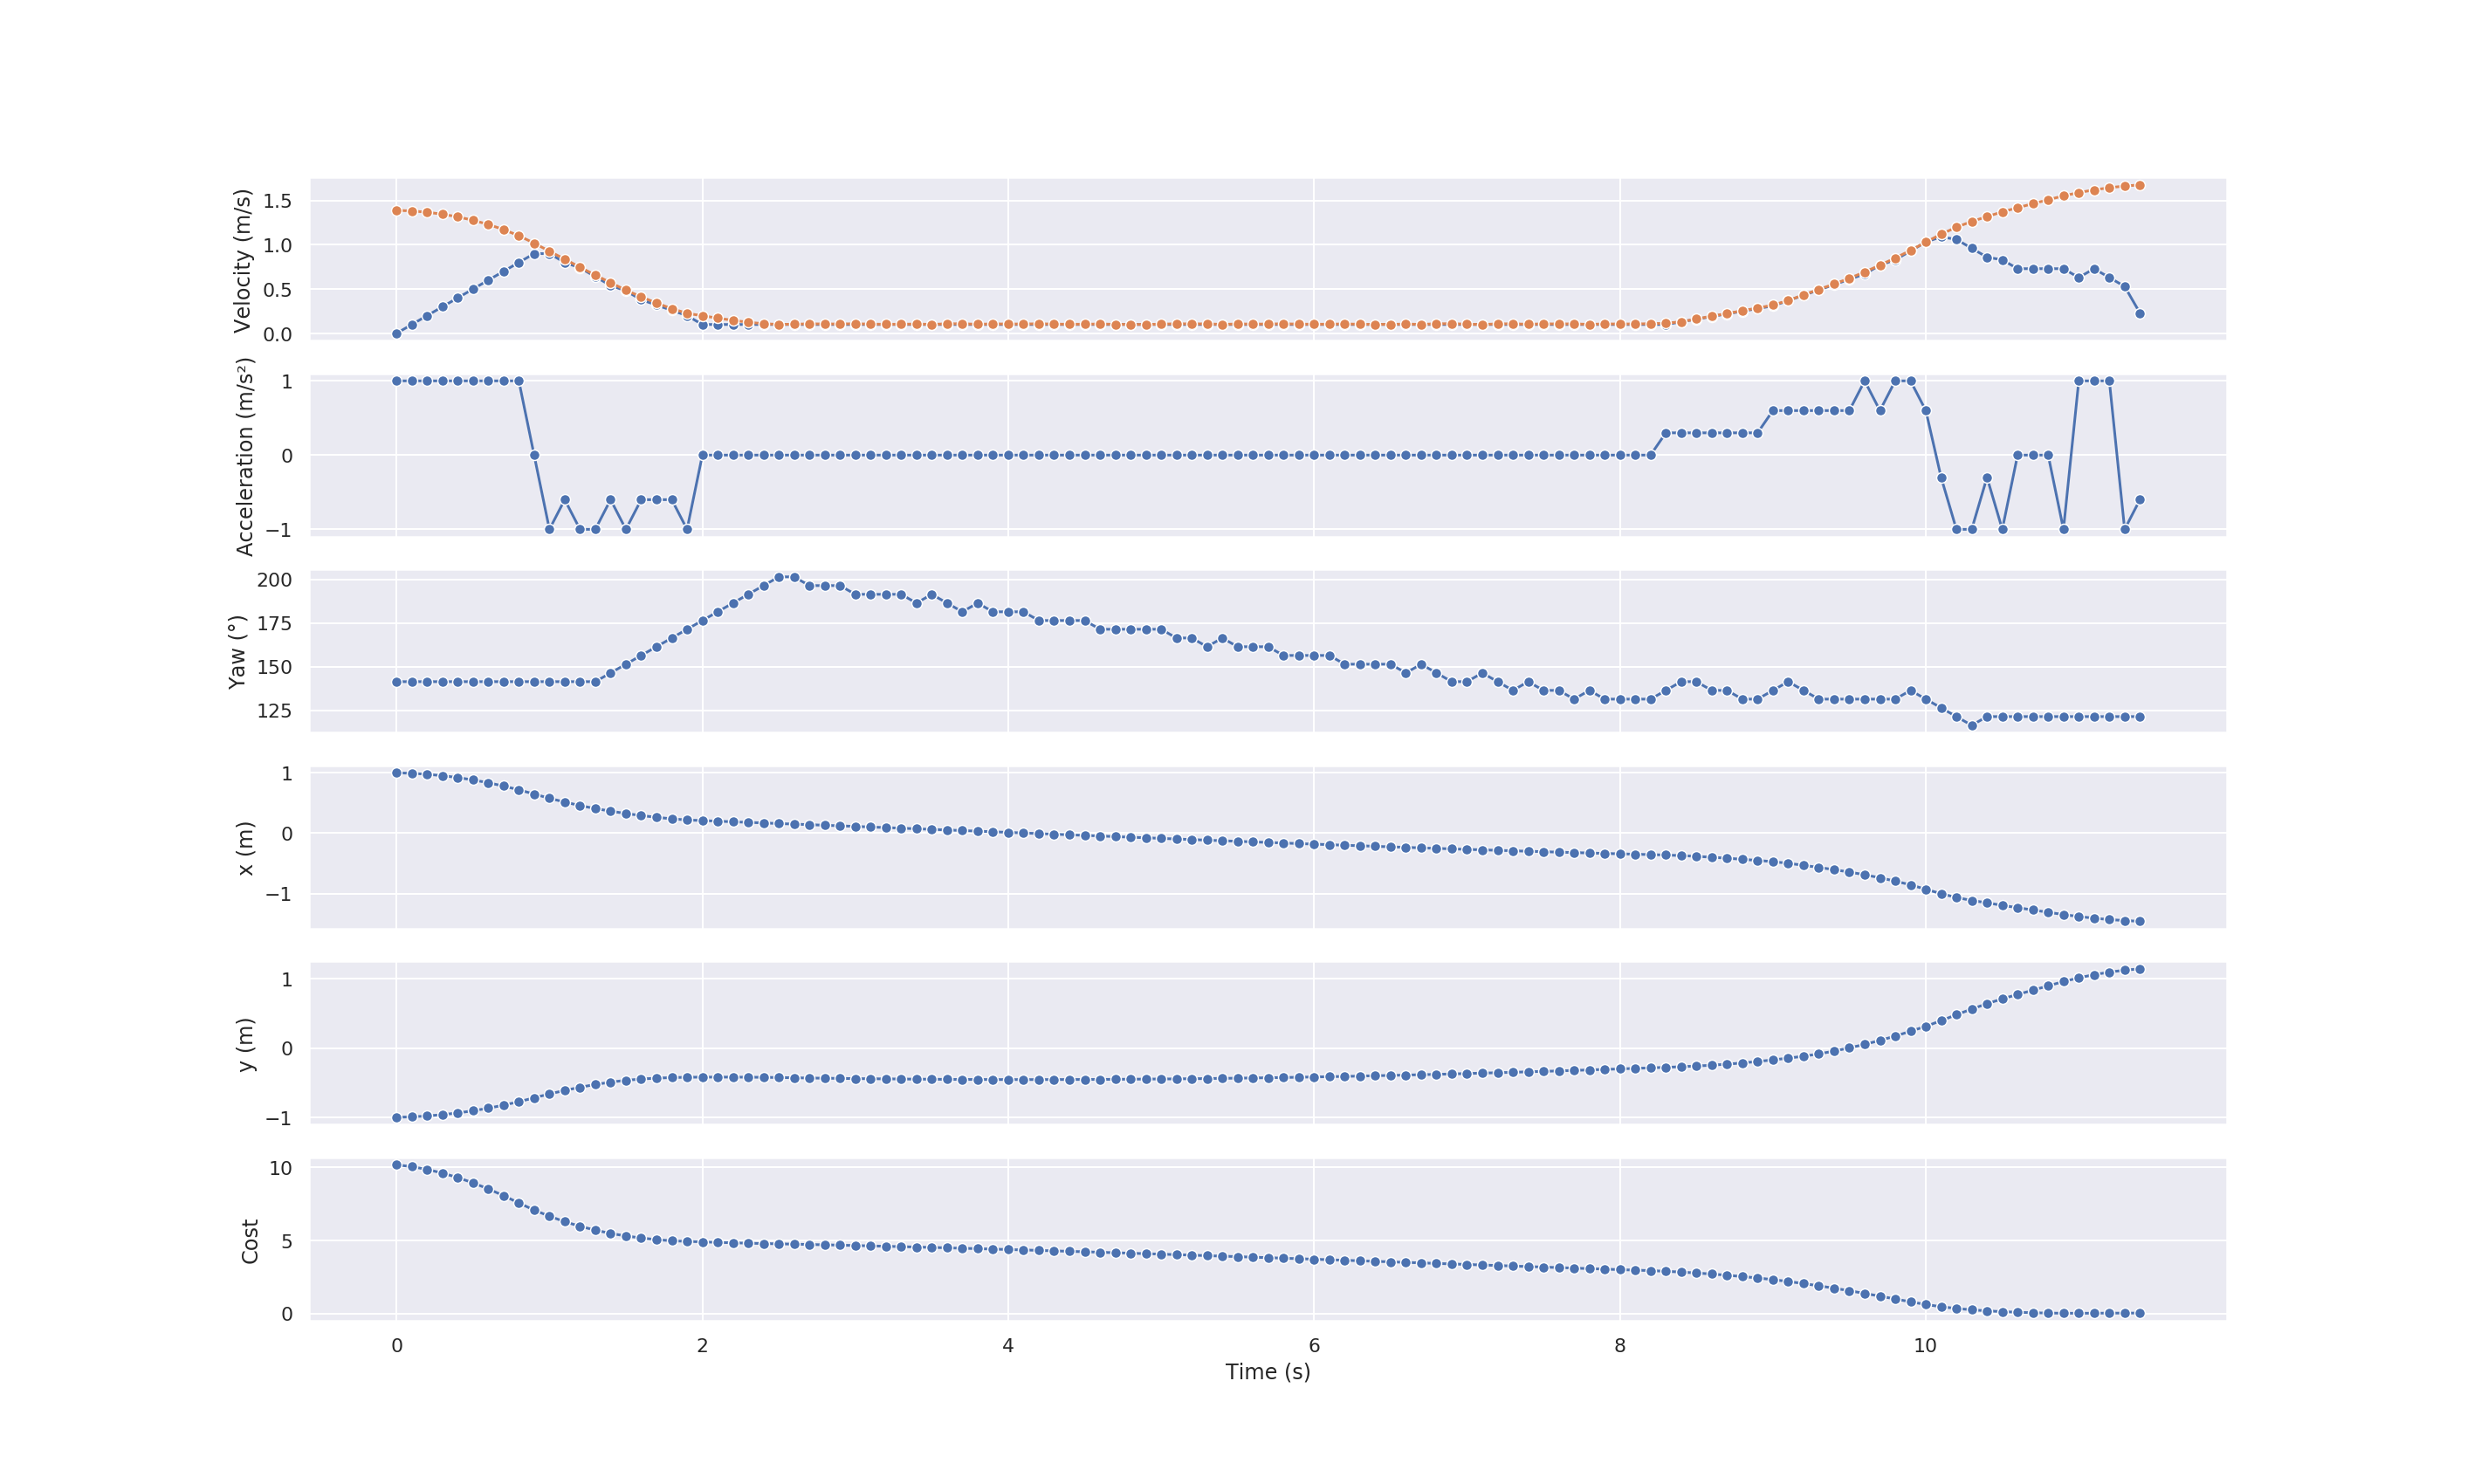 Velocity (m/s)
1.5
1.0
0.5
0.0
Acceleration (m/s²)
1
0
−1
Yaw (°)
200
175
150
125
x (m)
1
0
−1
y (m)
1
0
−1
Cost
10
5
0
0 2 4 6 8 10
Time (s)